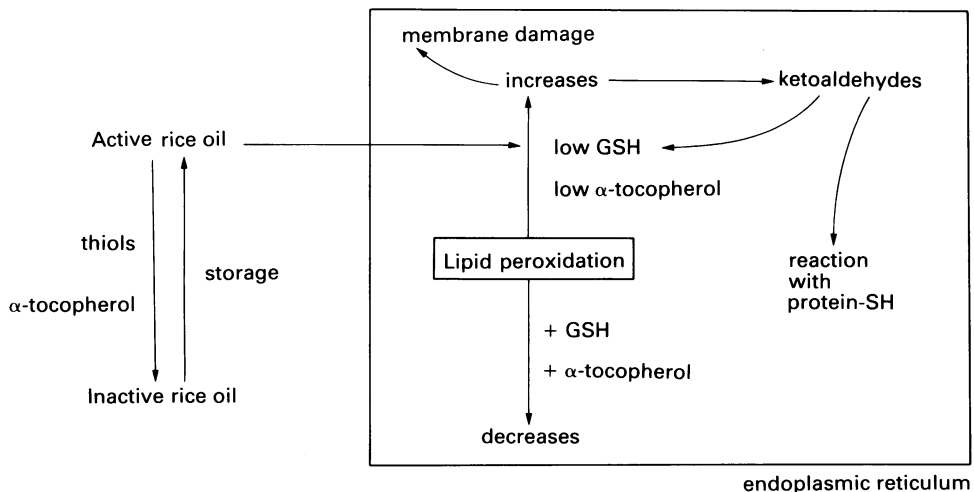 membrane damage
increases
ketoaldehydes
Active rice oil
low GSH
low α-tocopherol
thiols
storage
α-tocopherol
Lipid peroxidation
reaction
with
protein-SH
+ GSH
+ α-tocopherol
Inactive rice oil
decreases
endoplasmic reticulum